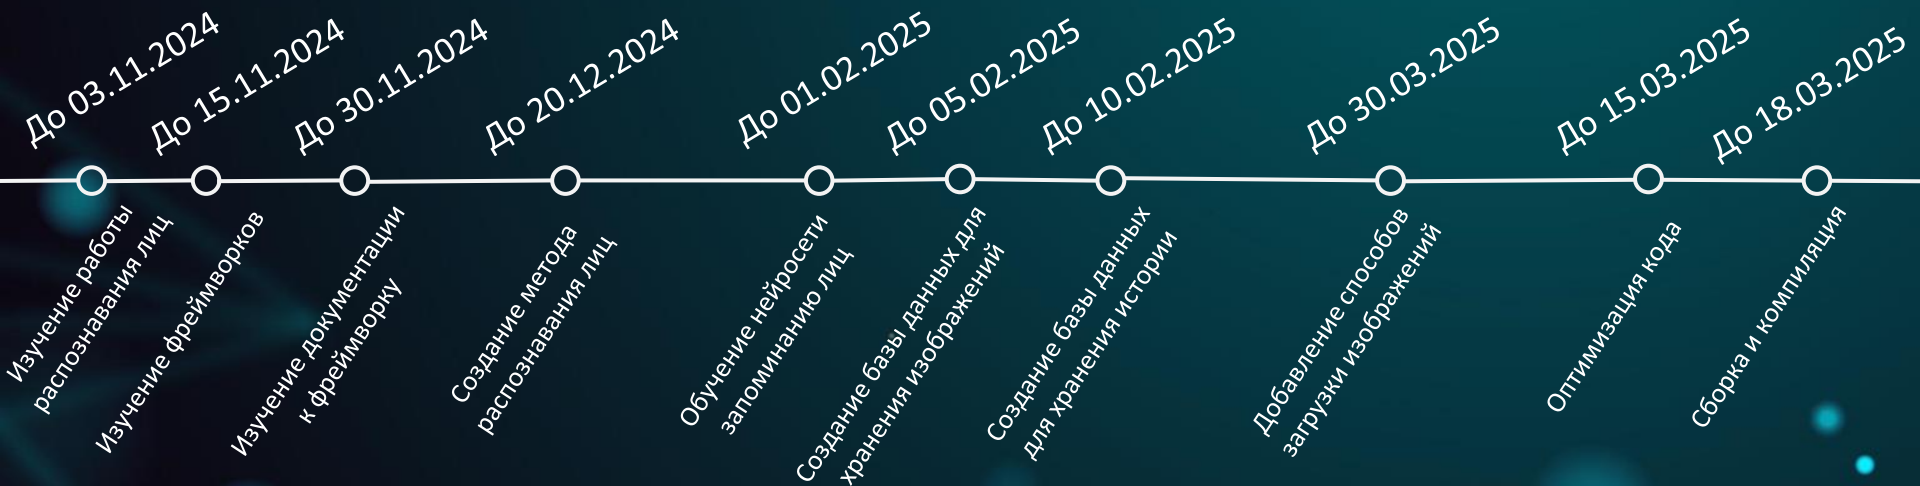 До 03.11.2024
До 15.11.2024
До 30.11.2024
До 20.12.2024
До 01.02.2025
До 05.02.2025
До 10.02.2025
До 30.03.2025
До 15.03.2025
До 18.03.2025
Изучение работы
распознавания лиц
Изучение фреймворков
Изучение документации
к фреймворку
Создание метода
распознавания лиц
Обучение нейросети
запоминанию лиц
Создание базы данных для
хранения изображений
Создание базы данных
для хранения истории
Добавление способов
загрузки изображений
Оптимизация кода
Сборка и компиляция